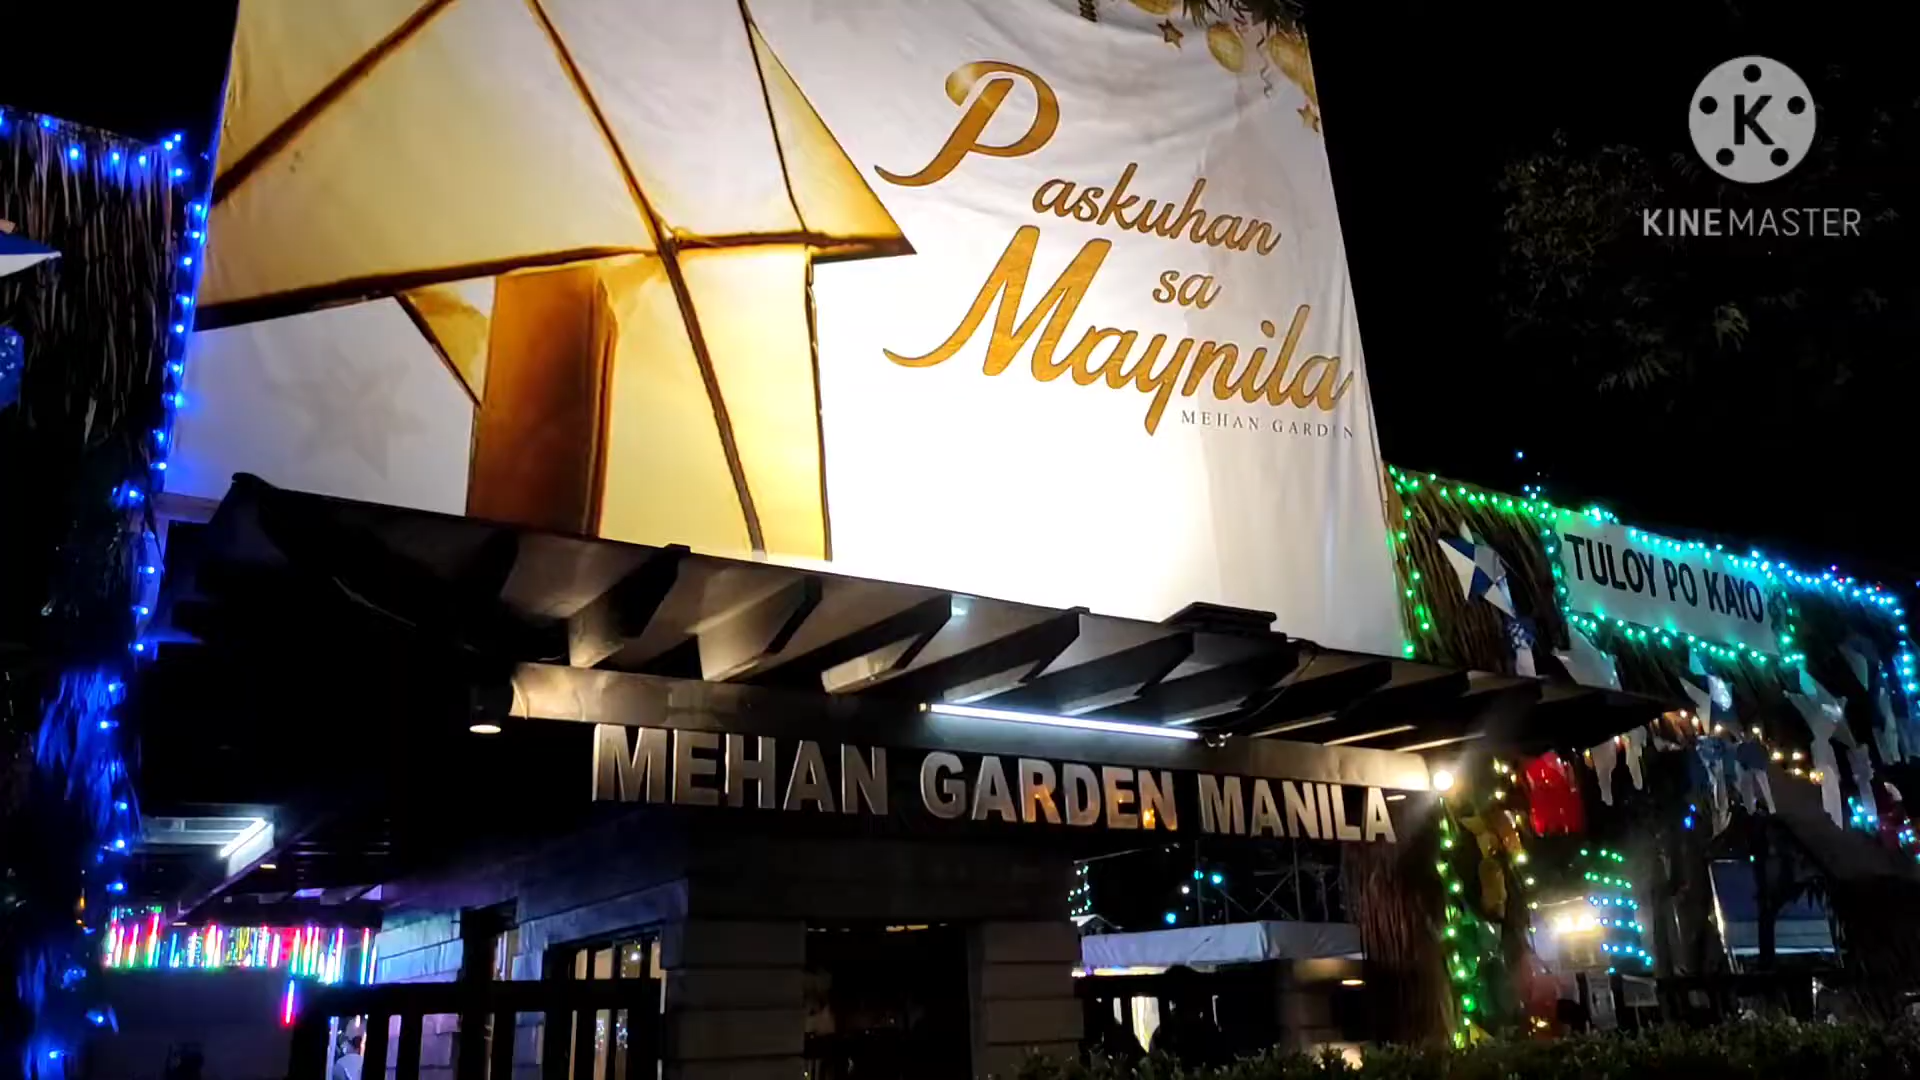 Paskuhan
sa
Maynila
MEHAN GARDEN
K
KINEMASTER
TULOY PO KAYO
MEHAN GARDEN MANILA